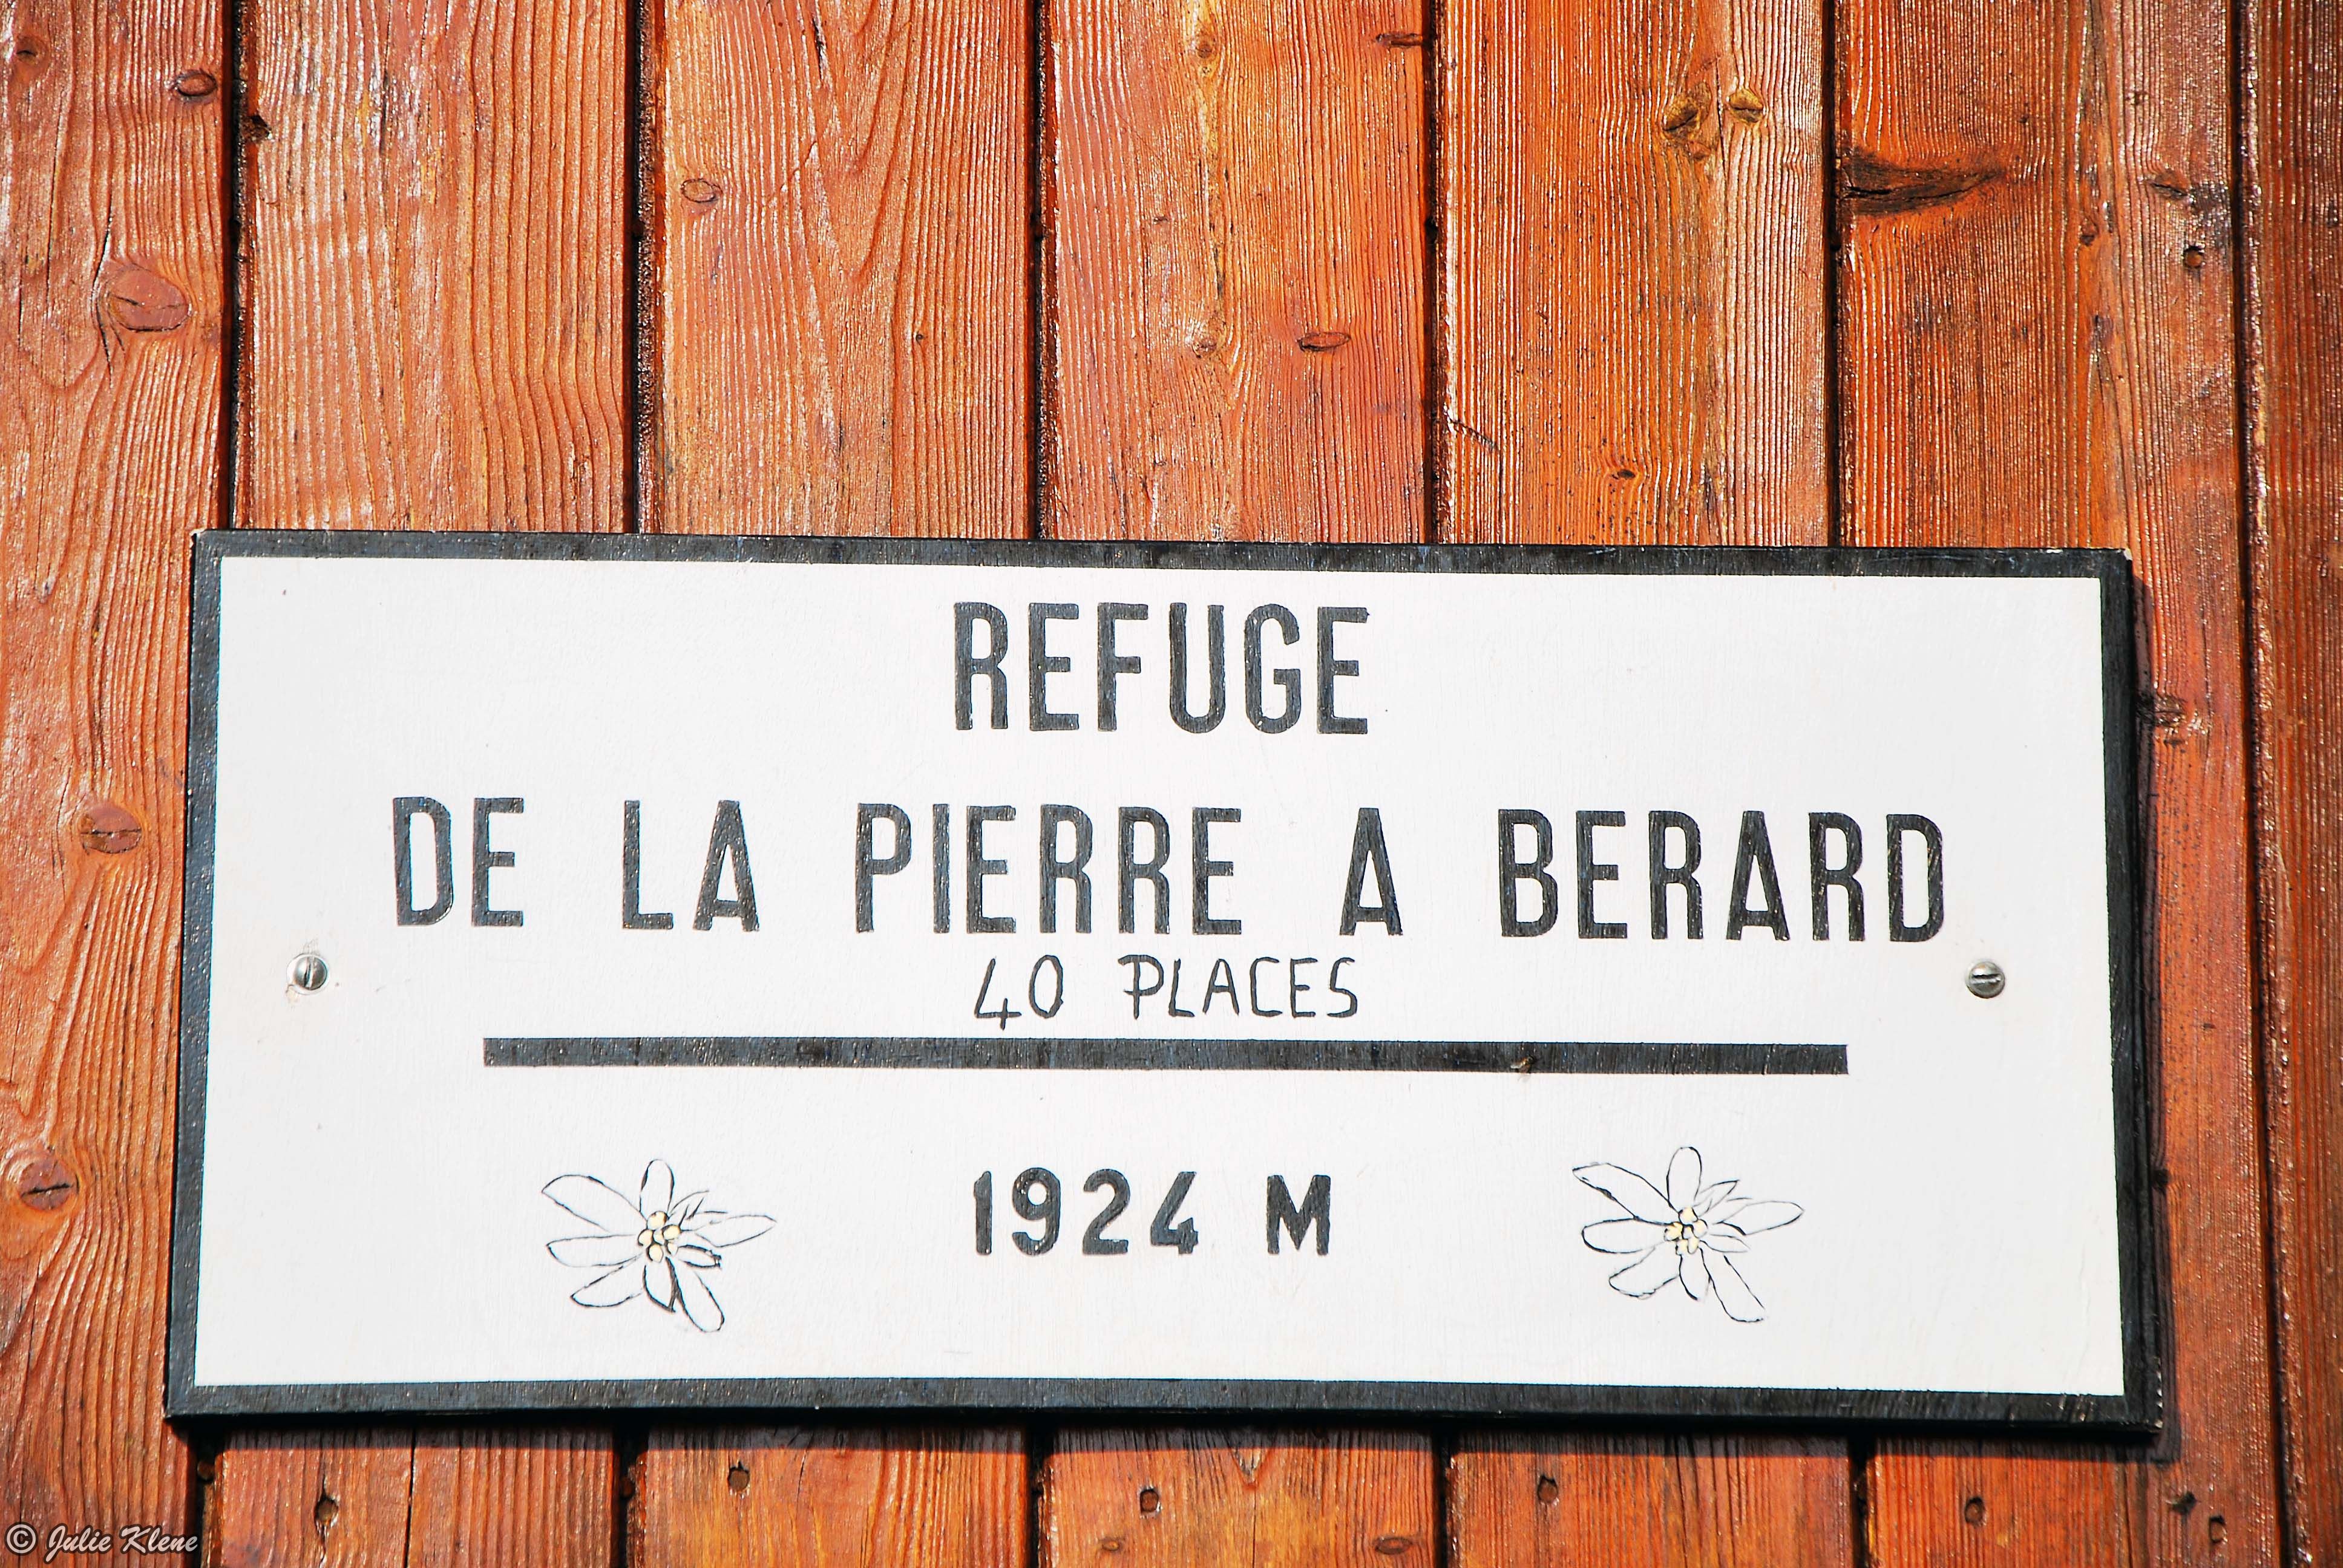 REFUGE
DE LA PIERRE A BERARD
40 PLACES
1924 M
© Julie Klene